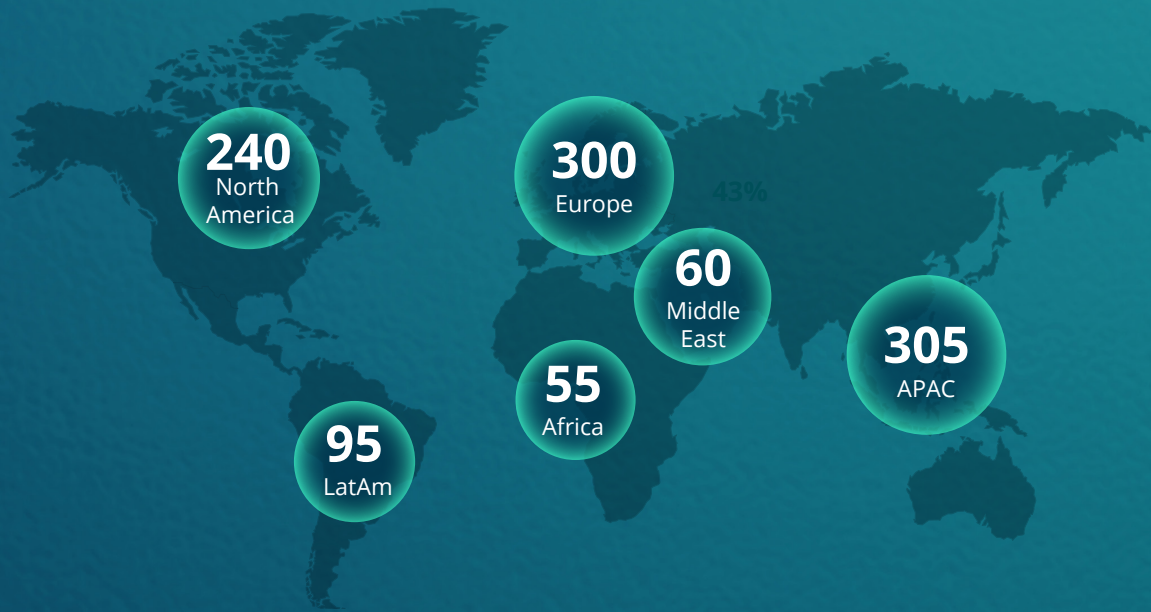 240
North
America
300
Europe
43%
60
Middle
East
305
APAC
55
Africa
95
LatAm